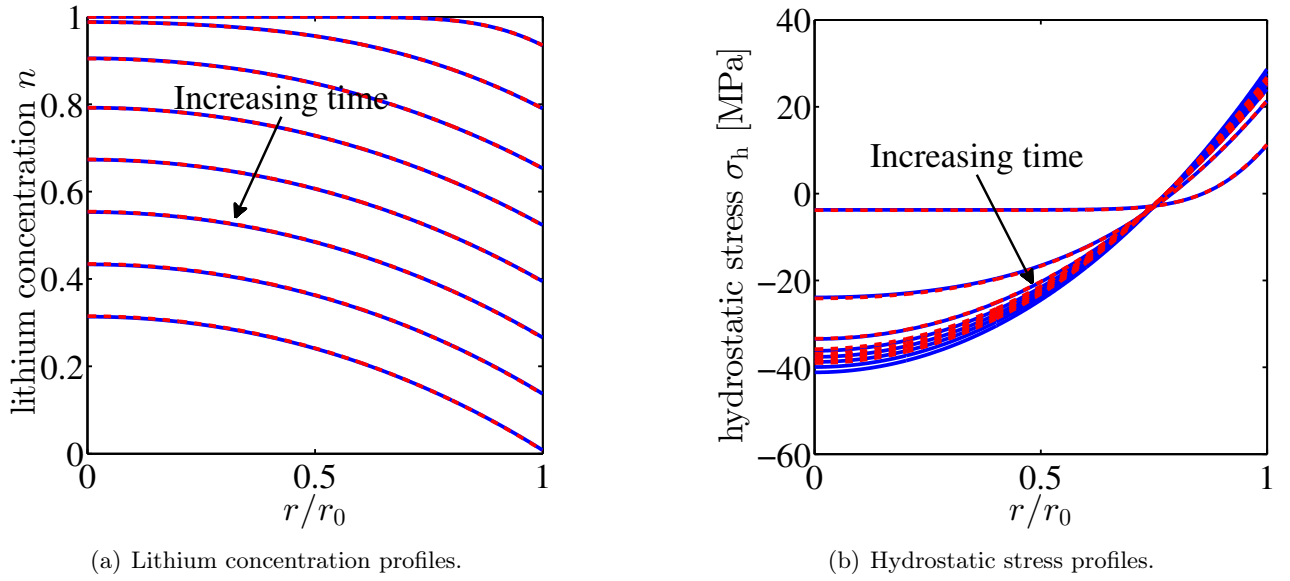 lithium concentration n
1
0.8
0.6
0.4
0.2
0
Increasing time
0
0.5
1
r/r₀
(a) Lithium concentration profiles.
hydrostatic stress σₕ [MPa]
40
20
0
−20
−40
−60
Increasing time
0
0.5
1
r/r₀
(b) Hydrostatic stress profiles.